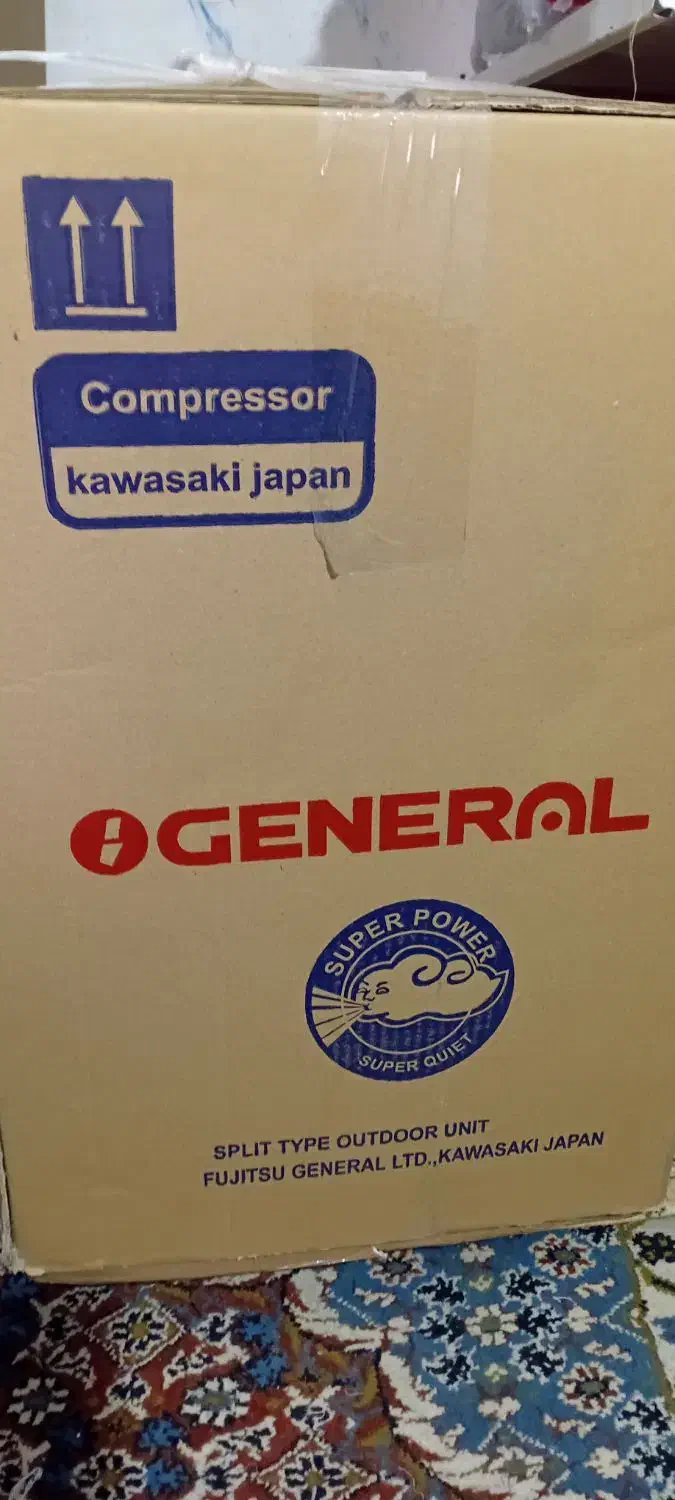 Compressor
kawasaki japan
GENERAL
SUPER POWER
SUPER QUIET
SPLIT TYPE OUTDOOR UNIT
FUJITSU GENERAL LTD.,KAWASAKI JAPAN